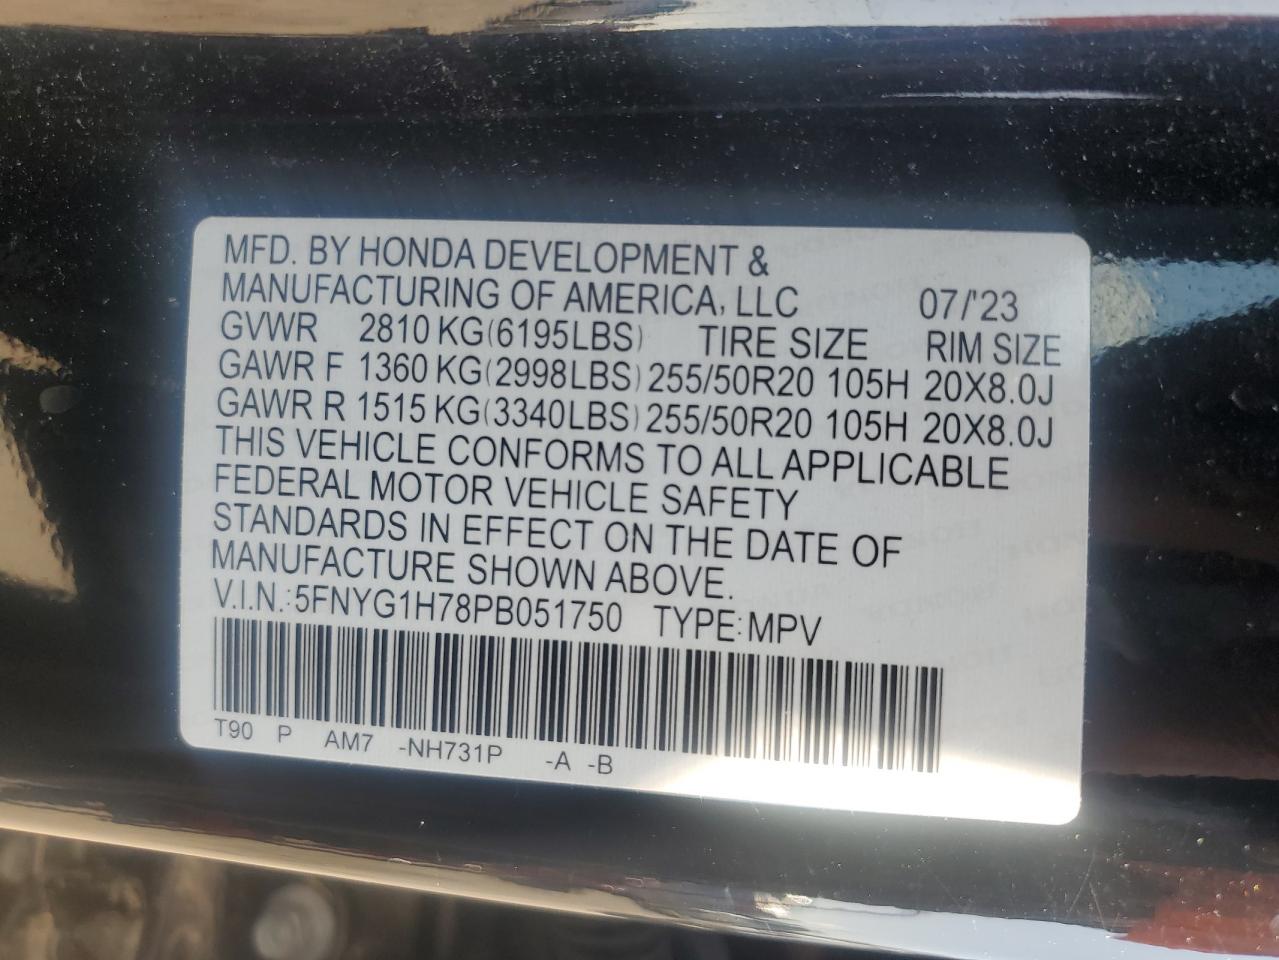 MFD. BY HONDA DEVELOPMENT &
MANUFACTURING OF AMERICA, LLC 07/'23
GVWR 2810 KG(6195LBS) TIRE SIZE RIM SIZE
GAWR F 1360 KG(2998LBS) 255/50R20 105H 20X8.0J
GAWR R 1515 KG(3340LBS) 255/50R20 105H 20X8.0J
THIS VEHICLE CONFORMS TO ALL APPLICABLE
FEDERAL MOTOR VEHICLE SAFETY
STANDARDS IN EFFECT ON THE DATE OF
MANUFACTURE SHOWN ABOVE.
V.I.N.:5FNYG1H78PB051750 TYPE:MPV
T90 P AM7 -NH731P -A -B